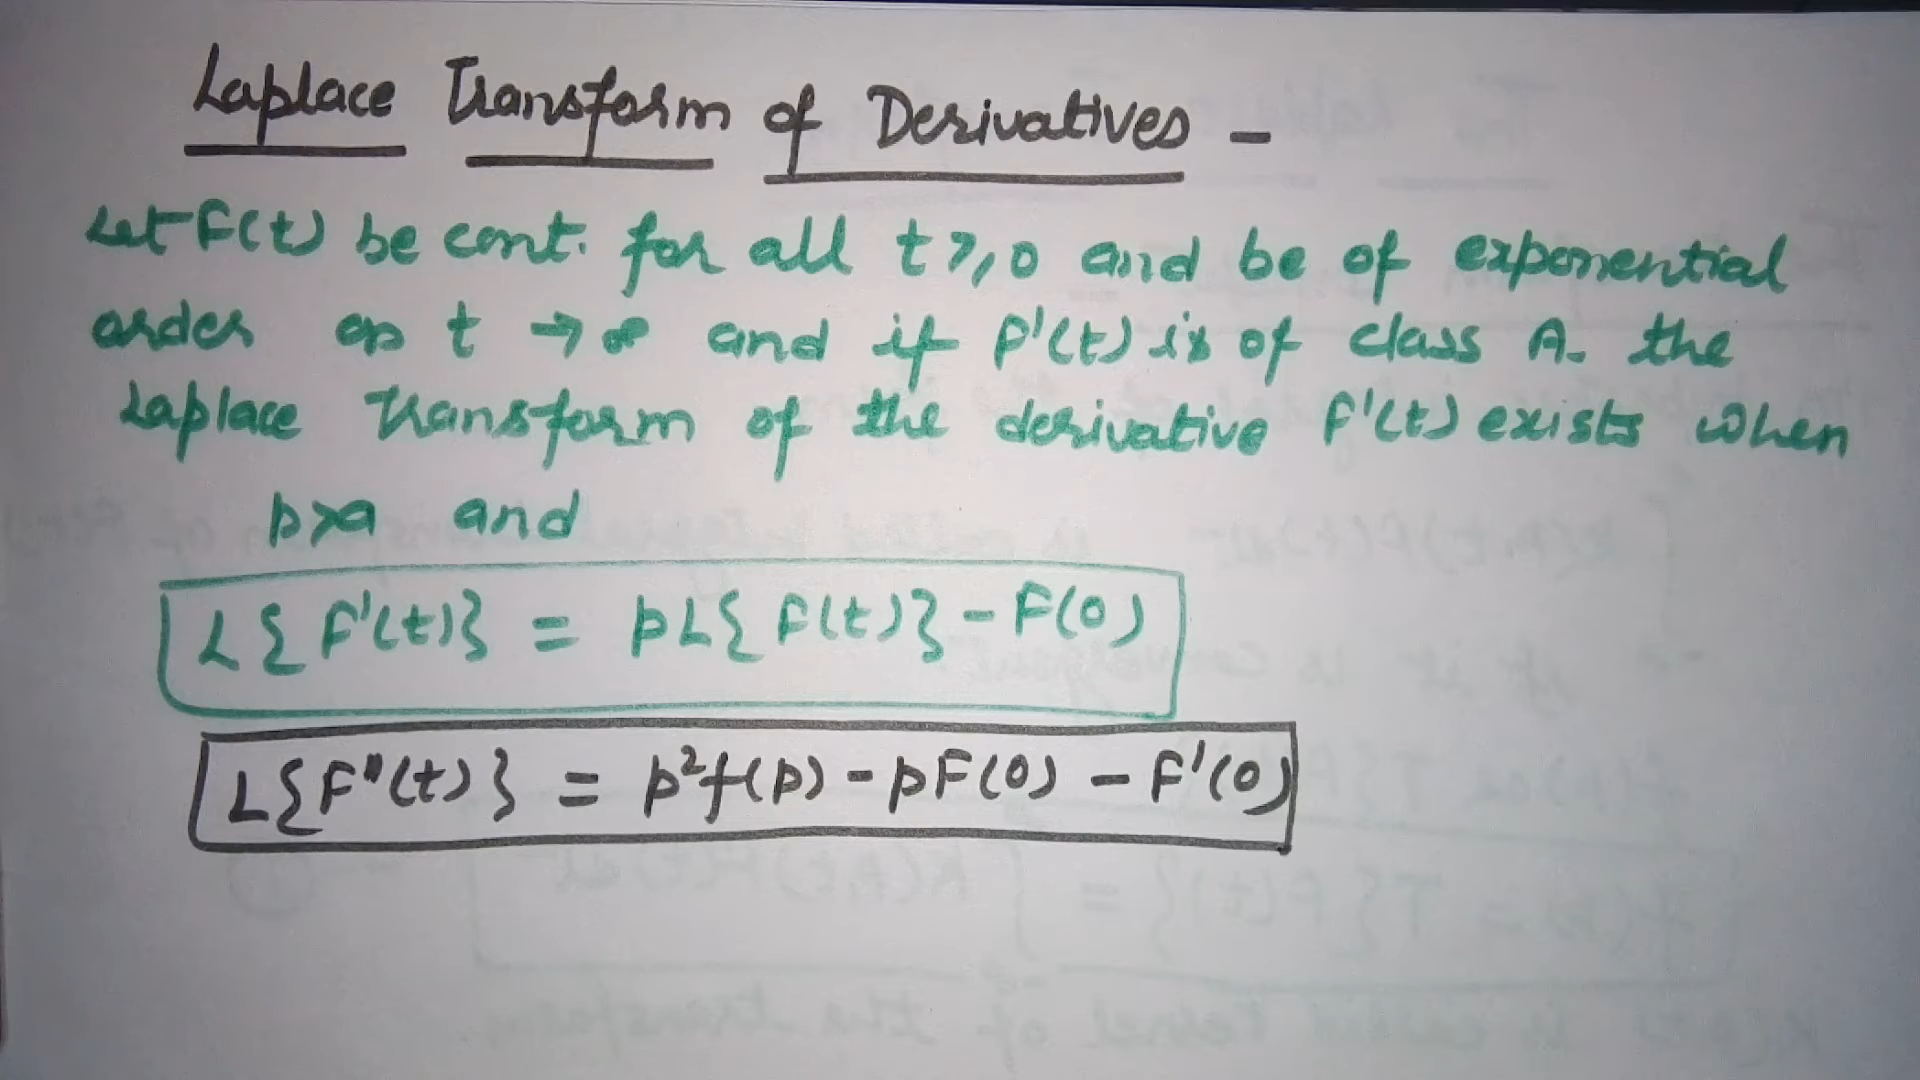 Laplace Transform of Derivatives -
Let F(t) be cont. for all t ≥ 0 and be of exponential
order as t → ∞ and if F'(t) is of class A. the
Laplace transform of the derivative F'(t) exists when
p>a and
L{F'(t)} = pL{F(t)} - F(0)
L{F"(t)} = p²f(p) - pF(0) - F'(0)